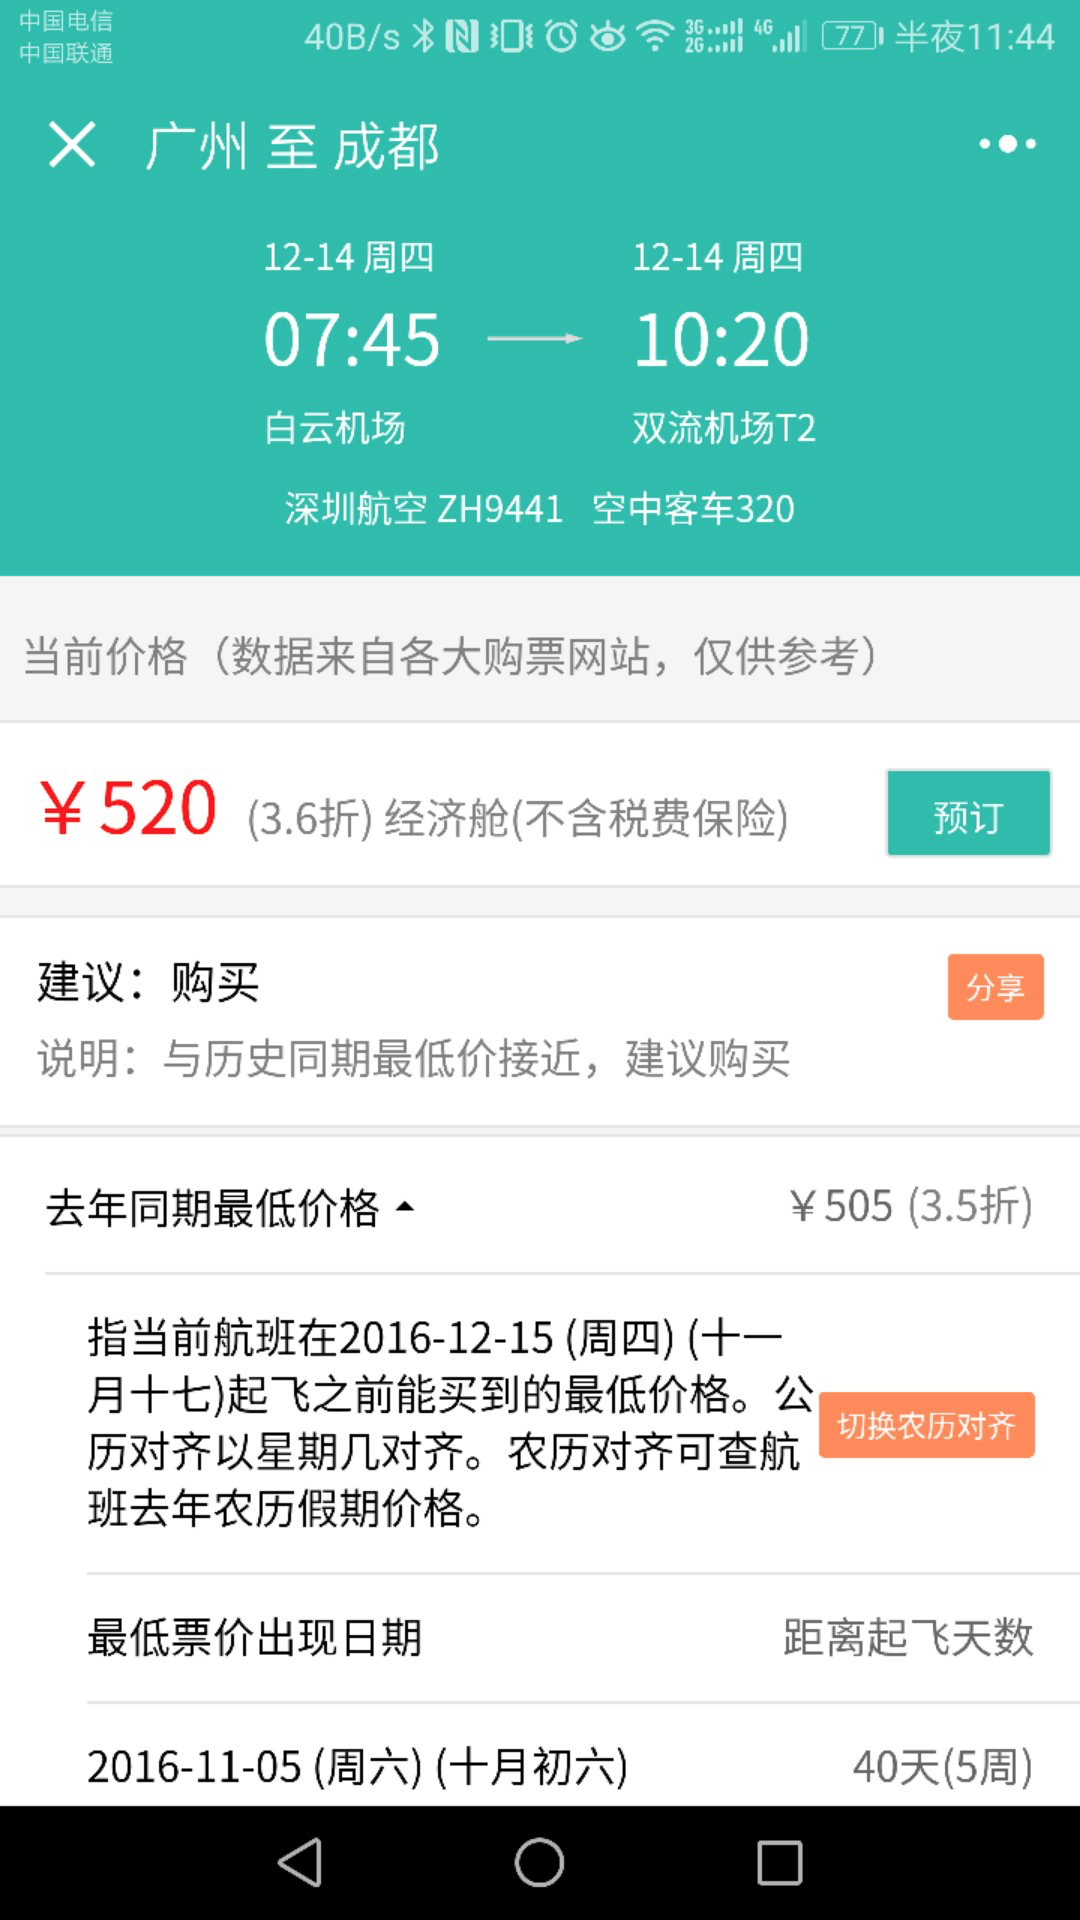 中国电信
中国联通
40B/s 3G 2G 4G 77 半夜11:44
广州 至 成都
12-14 周四 12-14 周四
07:45 10:20
白云机场 双流机场T2
深圳航空 ZH9441 空中客车320
当前价格（数据来自各大购票网站，仅供参考）
￥520 (3.6折) 经济舱(不含税费保险) 预订
建议：购买 分享
说明：与历史同期最低价接近，建议购买
去年同期最低价格 ￥505 (3.5折)
指当前航班在2016-12-15 (周四) (十一
月十七)起飞之前能买到的最低价格。公
历对齐以星期几对齐。农历对齐可查航
班去年农历假期价格。
切换农历对齐
最低票价出现日期 距离起飞天数
2016-11-05 (周六) (十月初六) 40天(5周)